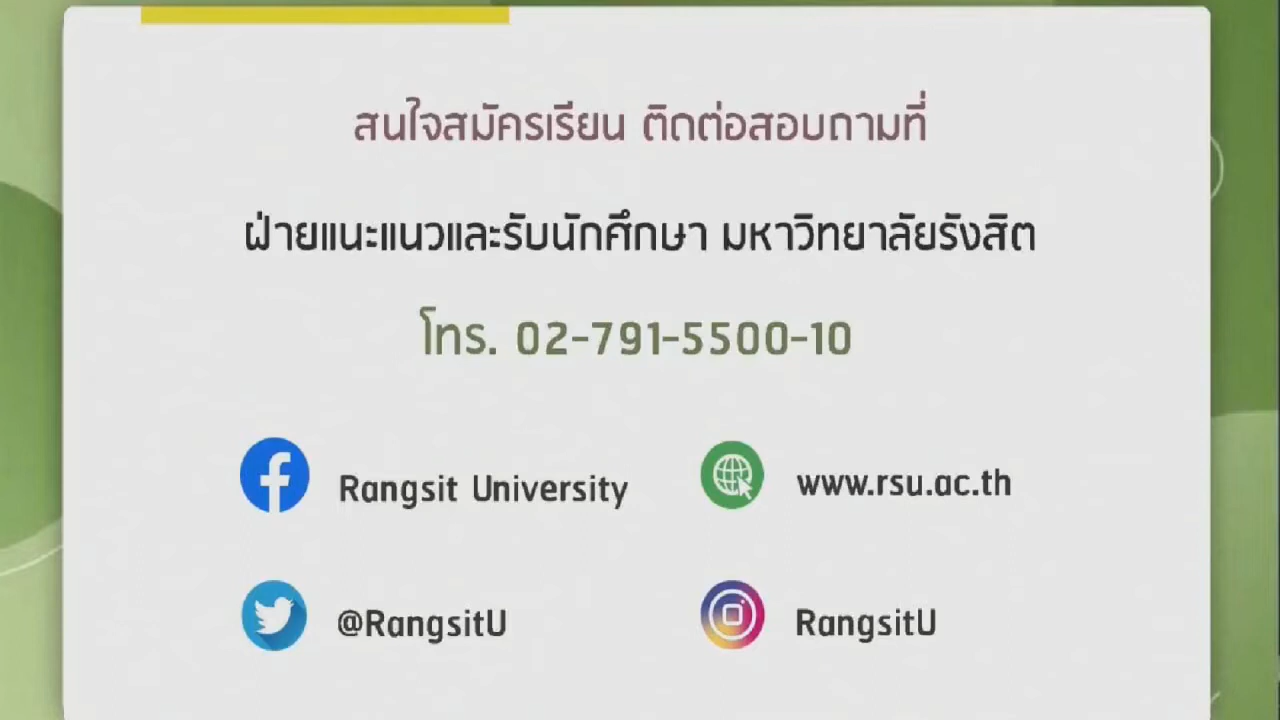 สนใจสมัครเรียน ติดต่อสอบถามที่
ฝ่ายแนะแนวและรับนักศึกษา มหาวิทยาลัยรังสิต
โทร. 02-791-5500-10
Rangsit University
www.rsu.ac.th
@RangsitU
RangsitU